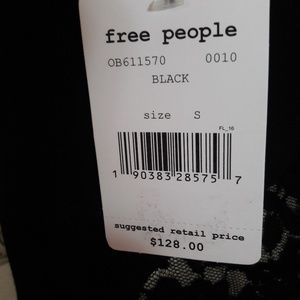 free people
OB611570 0010
BLACK
size S
FL_16
1 90383 28575 7
suggested retail price
$128.00